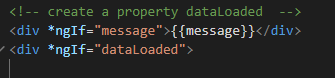 <!-- create a property dataLoaded  -->
<div *ngIf="message">{{message}}</div>
<div *ngIf="dataLoaded">